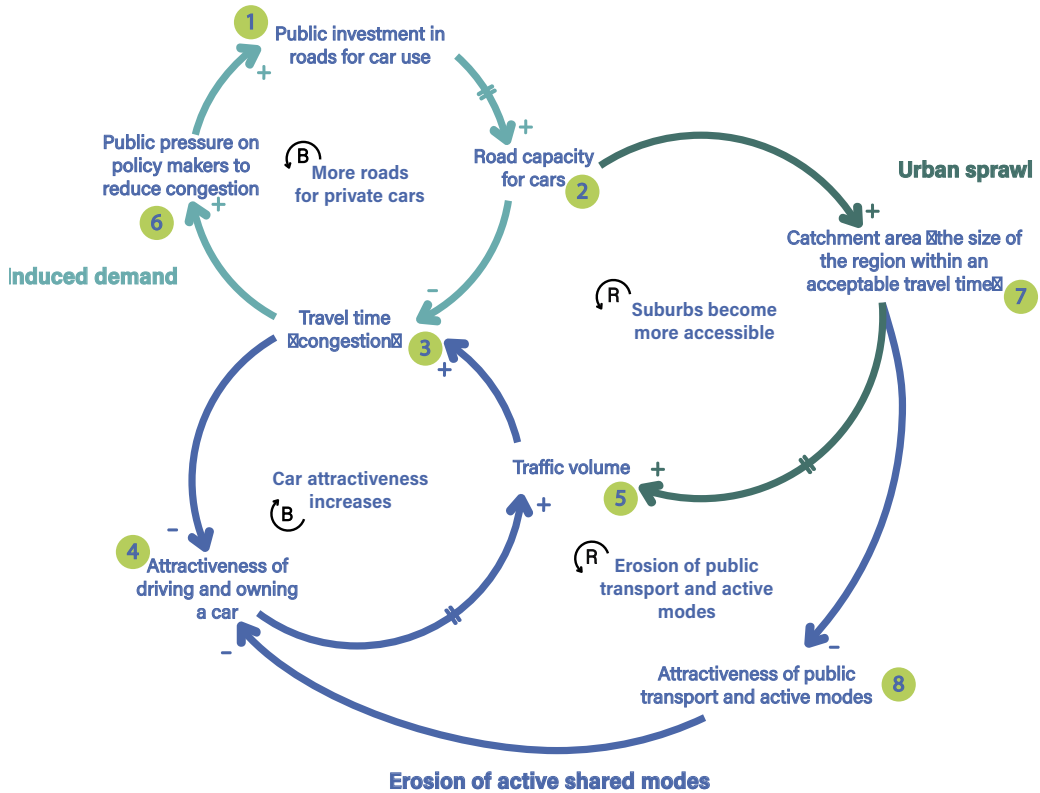 1
Public investment in
roads for car use
+
+
Public pressure on
policy makers to
reduce congestion
+
6
B
More roads
for private cars
Road capacity
for cars
2
Urban sprawl
+
Catchment area the size of
the region within an
acceptable travel time
7
Induced demand
–
R
Suburbs become
more accessible
Travel time
congestion
3
+
Traffic volume
+
5
+
Car attractiveness
increases
B
–
4
Attractiveness of
driving and owning
a car
–
R
Erosion of public
transport and active
modes
–
Attractiveness of public
transport and active modes
8
Erosion of active shared modes